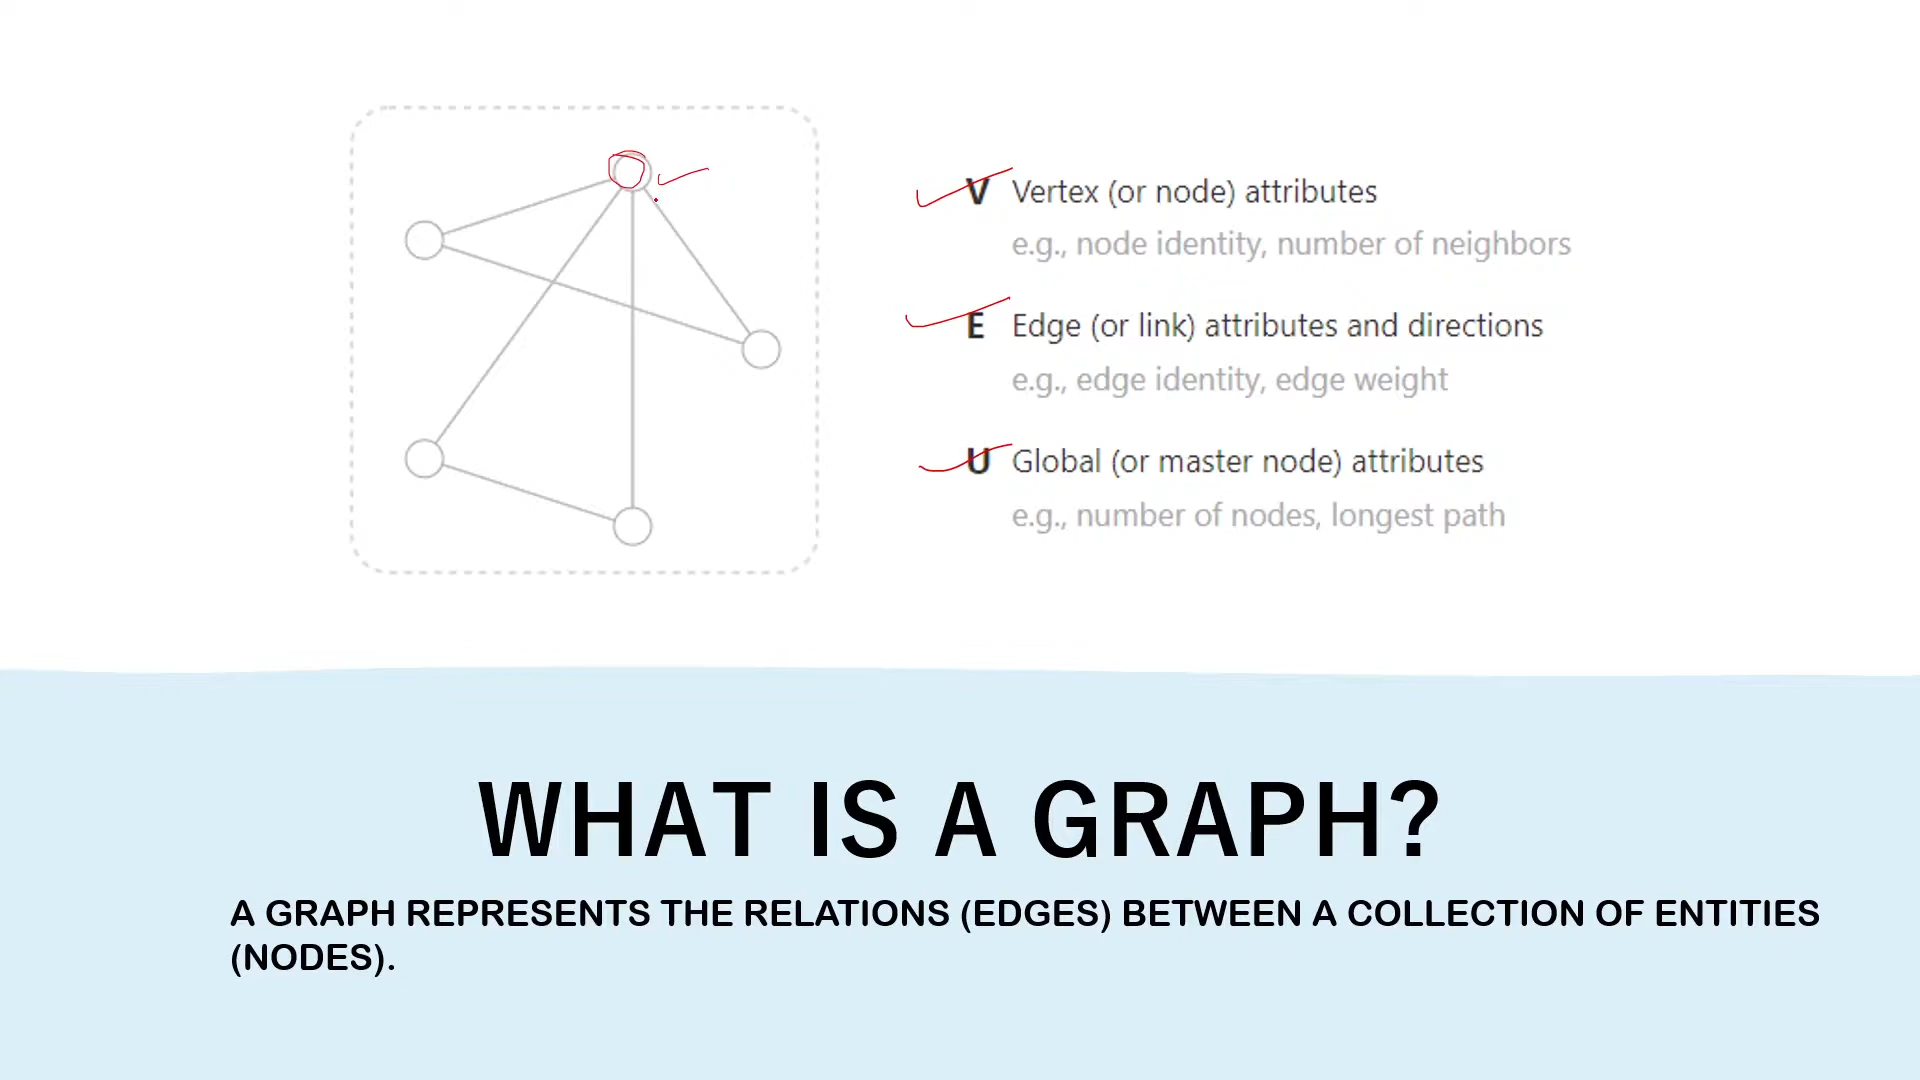 V Vertex (or node) attributes
e.g., node identity, number of neighbors
E Edge (or link) attributes and directions
e.g., edge identity, edge weight
U Global (or master node) attributes
e.g., number of nodes, longest path
WHAT IS A GRAPH?
A GRAPH REPRESENTS THE RELATIONS (EDGES) BETWEEN A COLLECTION OF ENTITIES
(NODES).